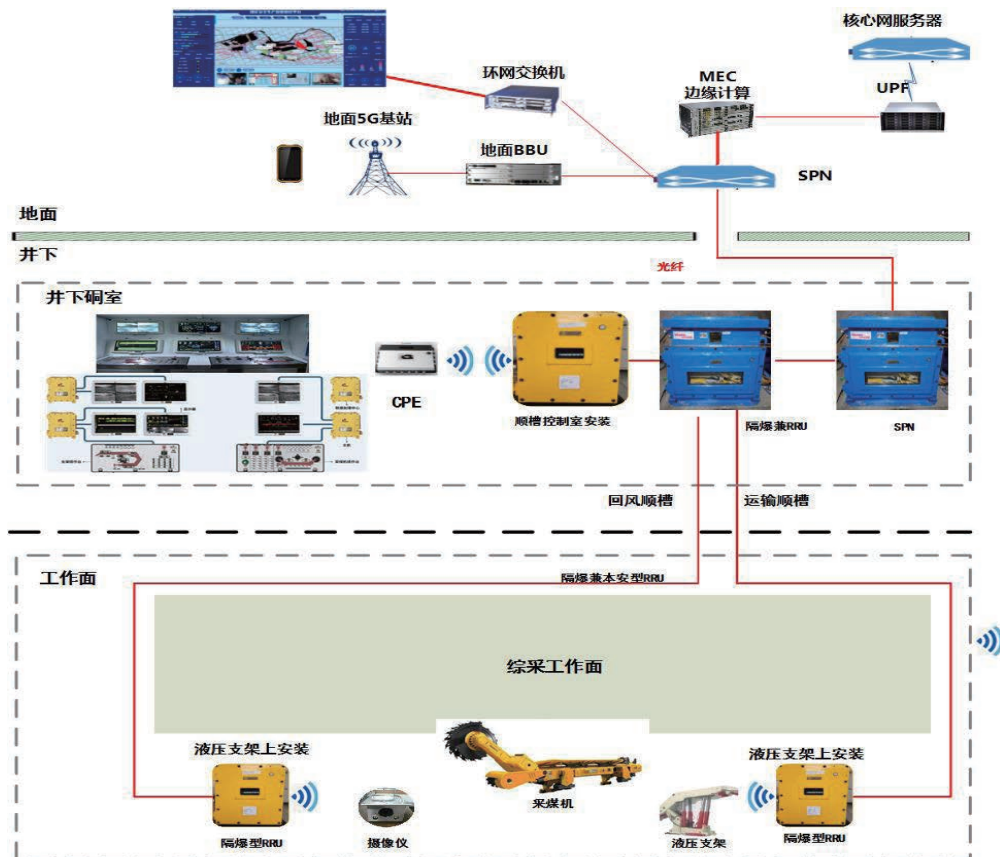 核心网服务器
环网交换机
MEC
边缘计算
UPF
地面5G基站
地面BBU
SPN
地面
井下
光纤
井下硐室
CPE
顺槽控制室安装
隔爆兼RRU
SPN
回风顺槽
运输顺槽
工作面
隔爆兼本安型RRU
综采工作面
液压支架上安装
液压支架上安装
采煤机
隔爆型RRU
摄像仪
液压支架
隔爆型RRU